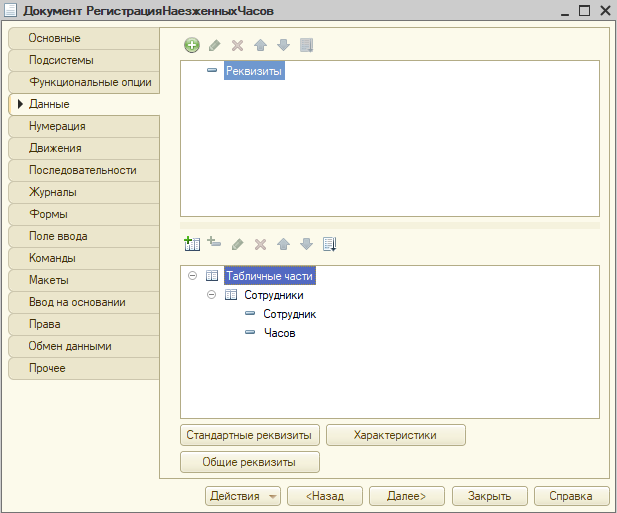 Документ РегистрацияНаезженныхЧасов
Основные
Подсистемы
Функциональные опции
Данные
Нумерация
Движения
Последовательности
Журналы
Формы
Поле ввода
Команды
Макеты
Ввод на основании
Права
Обмен данными
Прочее
Реквизиты
Табличные части
Сотрудники
Сотрудник
Часов
Стандартные реквизиты
Характеристики
Общие реквизиты
Действия
<Назад
Далее>
Закрыть
Справка